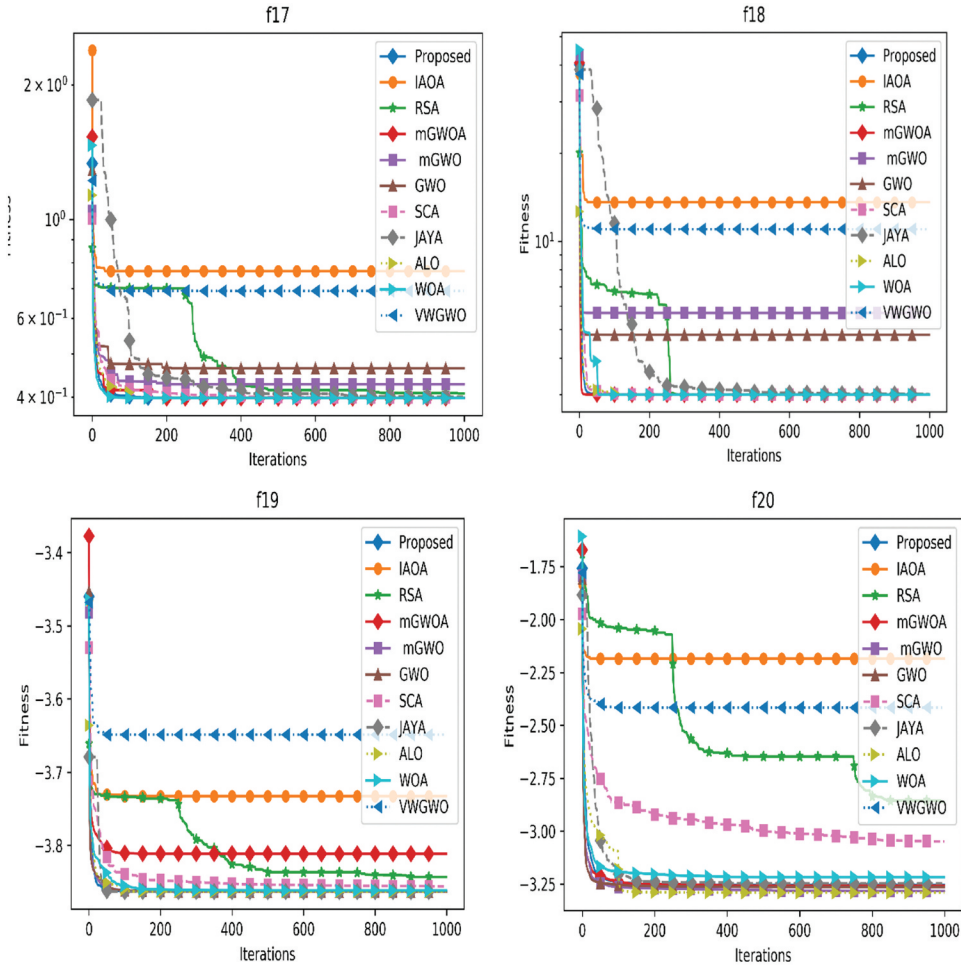 f17
2 × 10⁰
10⁰
6 × 10⁻¹
4 × 10⁻¹
Fitness
0
200
400
600
800
1000
Iterations
Proposed
IAOA
RSA
mGWOA
mGWO
GWO
SCA
JAYA
ALO
WOA
VWGWO
f18
10¹
Fitness
0
200
400
600
800
1000
Iterations
Proposed
IAOA
RSA
mGWOA
mGWO
GWO
SCA
JAYA
ALO
WOA
VWGWO
f19
−3.4
−3.5
−3.6
−3.7
−3.8
Fitness
0
200
400
600
800
1000
Iterations
Proposed
IAOA
RSA
mGWOA
mGWO
GWO
SCA
JAYA
ALO
WOA
VWGWO
f20
−1.75
−2.00
−2.25
−2.50
−2.75
−3.00
−3.25
Fitness
0
200
400
600
800
1000
Iterations
Proposed
IAOA
RSA
mGWOA
mGWO
GWO
SCA
JAYA
ALO
WOA
VWGWO